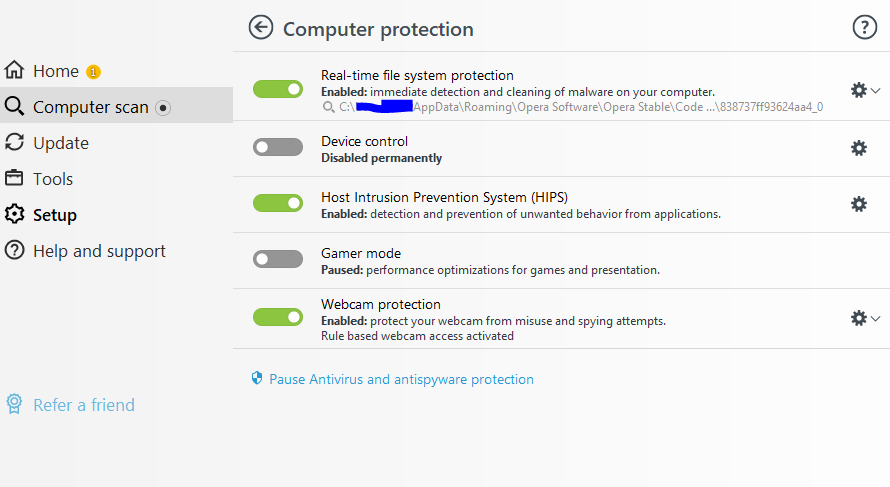 Computer protection
Home 1
Computer scan
Update
Tools
Setup
Help and support
Refer a friend
Real-time file system protection
Enabled: immediate detection and cleaning of malware on your computer.
C:\ AppData\Roaming\Opera Software\Opera Stable\Code ...\838737ff93624aa4_0
Device control
Disabled permanently
Host Intrusion Prevention System (HIPS)
Enabled: detection and prevention of unwanted behavior from applications.
Gamer mode
Paused: performance optimizations for games and presentation.
Webcam protection
Enabled: protect your webcam from misuse and spying attempts.
Rule based webcam access activated
Pause Antivirus and antispyware protection